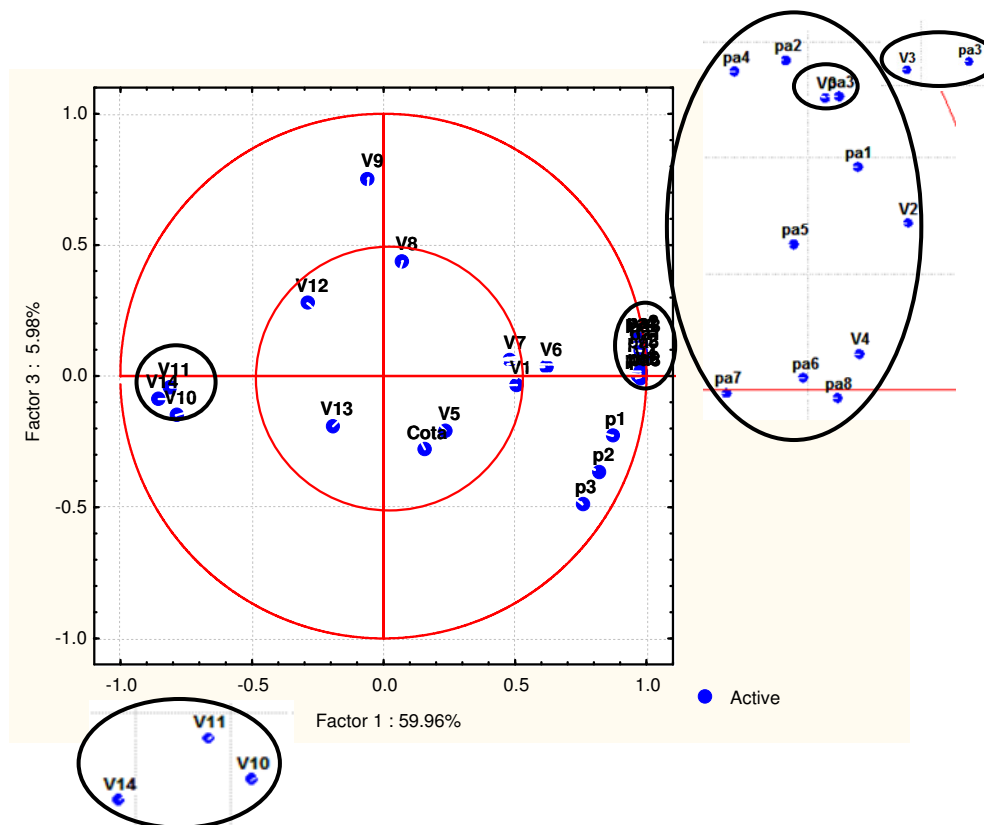 pa2
pa4
V3
pa3
pa3
pa1
V2
pa5
V4
pa6
pa7
pa8
1.0
0.5
0.0
-0.5
-1.0
Factor 3 : 5.98%
V9
V8
V12
V7
V6
V1
V11
V14
V10
V13
V5
Cota
p1
p2
p3
-1.0
-0.5
0.0
0.5
1.0
Factor 1 : 59.96%
Active
V11
V10
V14